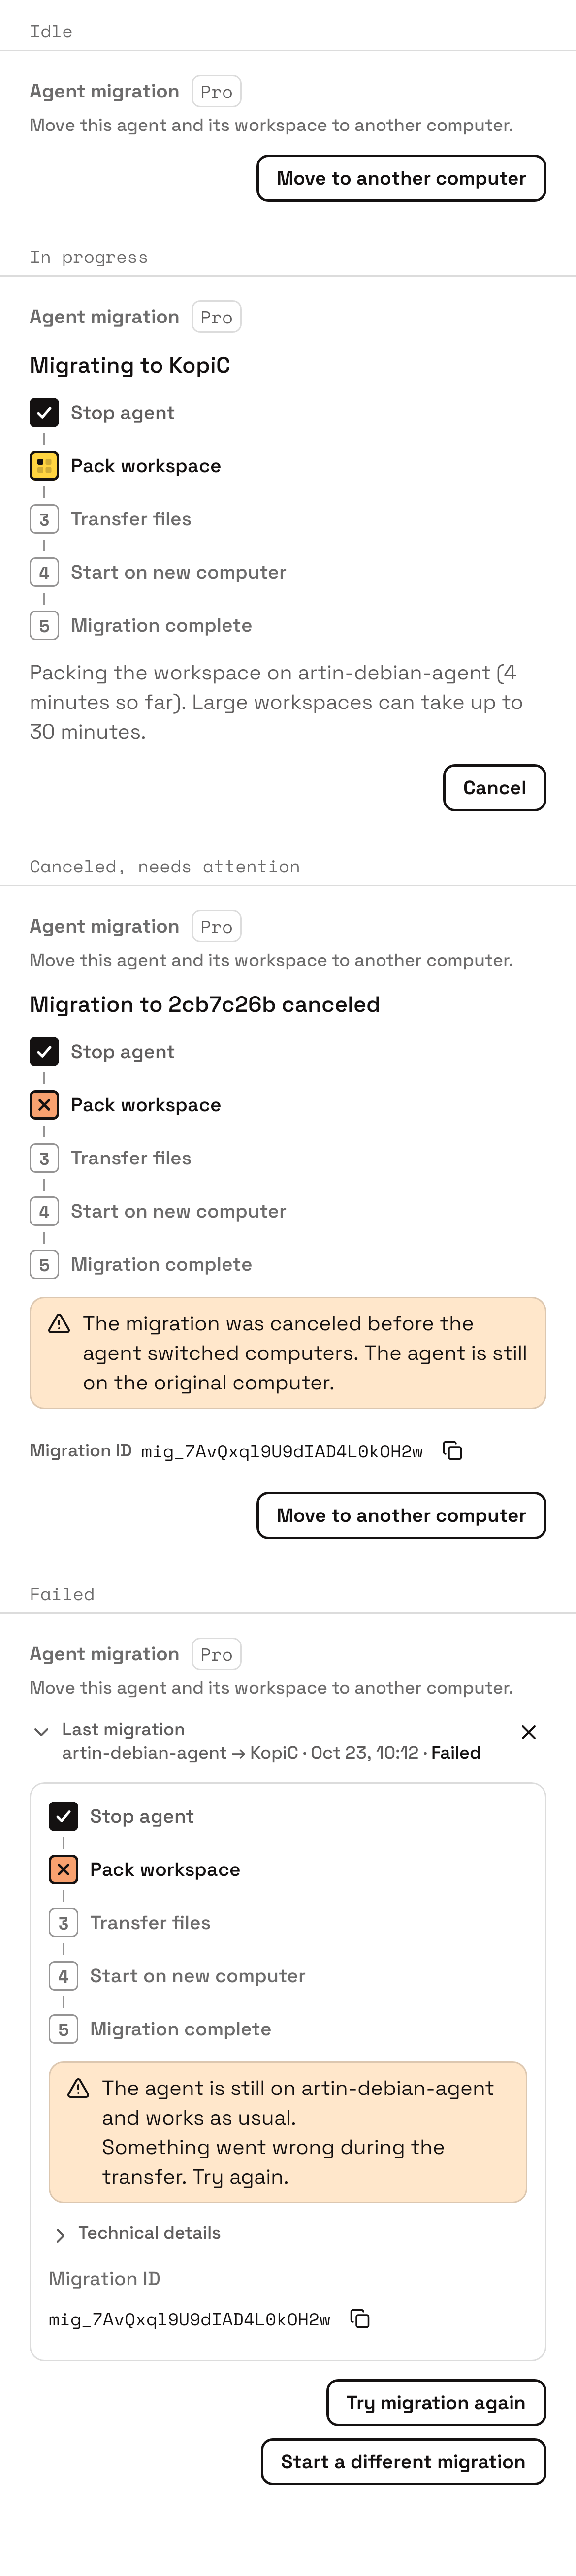 Idle
Agent migration Pro
Move this agent and its workspace to another computer.
Move to another computer
In progress
Agent migration Pro
Migrating to KopiC
Stop agent
Pack workspace
3 Transfer files
4 Start on new computer
5 Migration complete
Packing the workspace on artin-debian-agent (4
minutes so far). Large workspaces can take up to
30 minutes.
Cancel
Canceled, needs attention
Agent migration Pro
Move this agent and its workspace to another computer.
Migration to 2cb7c26b canceled
Stop agent
Pack workspace
3 Transfer files
4 Start on new computer
5 Migration complete
The migration was canceled before the
agent switched computers. The agent is still
on the original computer.
Migration ID mig_7AvQxql9U9dIAD4L0kOH2w
Move to another computer
Failed
Agent migration Pro
Move this agent and its workspace to another computer.
Last migration
artin-debian-agent → KopiC · Oct 23, 10:12 · Failed
Stop agent
Pack workspace
3 Transfer files
4 Start on new computer
5 Migration complete
The agent is still on artin-debian-agent
and works as usual.
Something went wrong during the
transfer. Try again.
Technical details
Migration ID
mig_7AvQxql9U9dIAD4L0kOH2w
Try migration again
Start a different migration